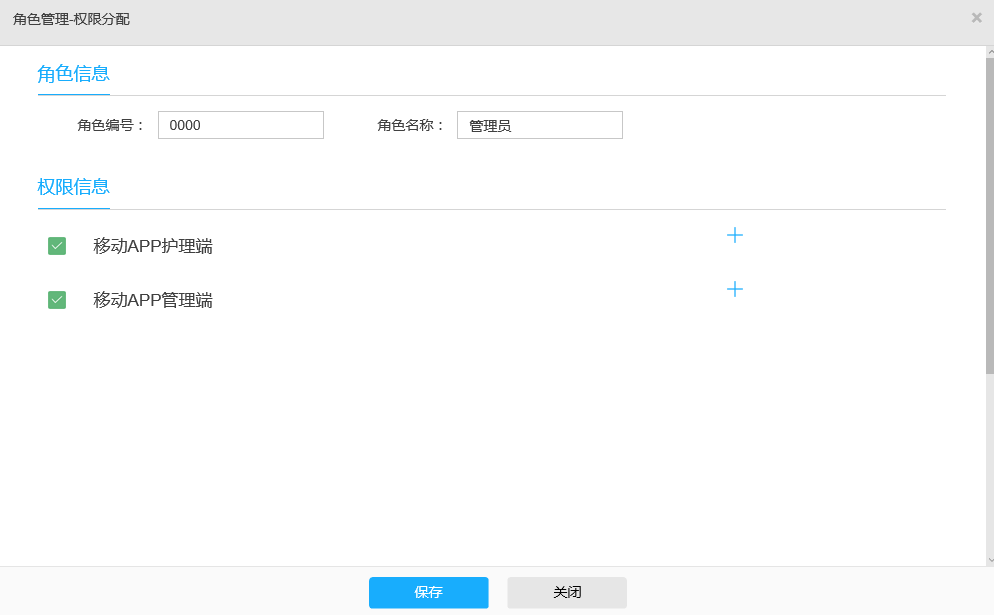 角色管理-权限分配
角色信息
角色编号： 0000 角色名称： 管理员
权限信息
移动APP护理端
移动APP管理端
保存 关闭